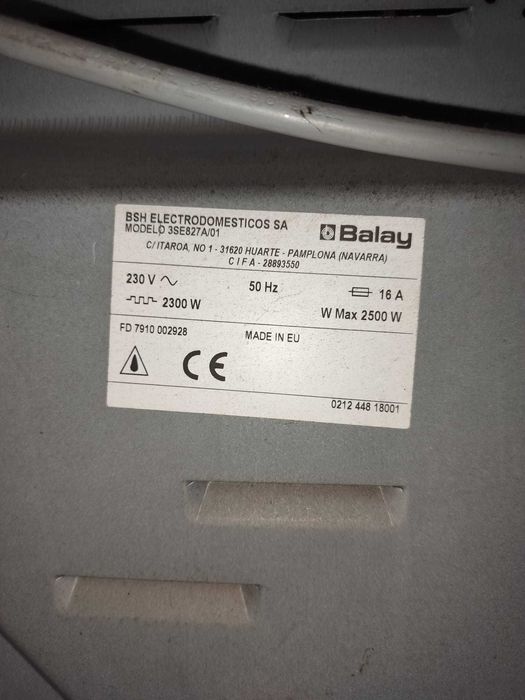 BSH ELECTRODOMESTICOS SA
MODELO 3SE827A/01
Balay
C/ ITAROA, NO 1 - 31620 HUARTE - PAMPLONA (NAVARRA)
C I F A - 28893550
230 V 50 Hz 16 A
2300 W W Max 2500 W
FD 7910 002928 MADE IN EU
CE
0212 448 18001